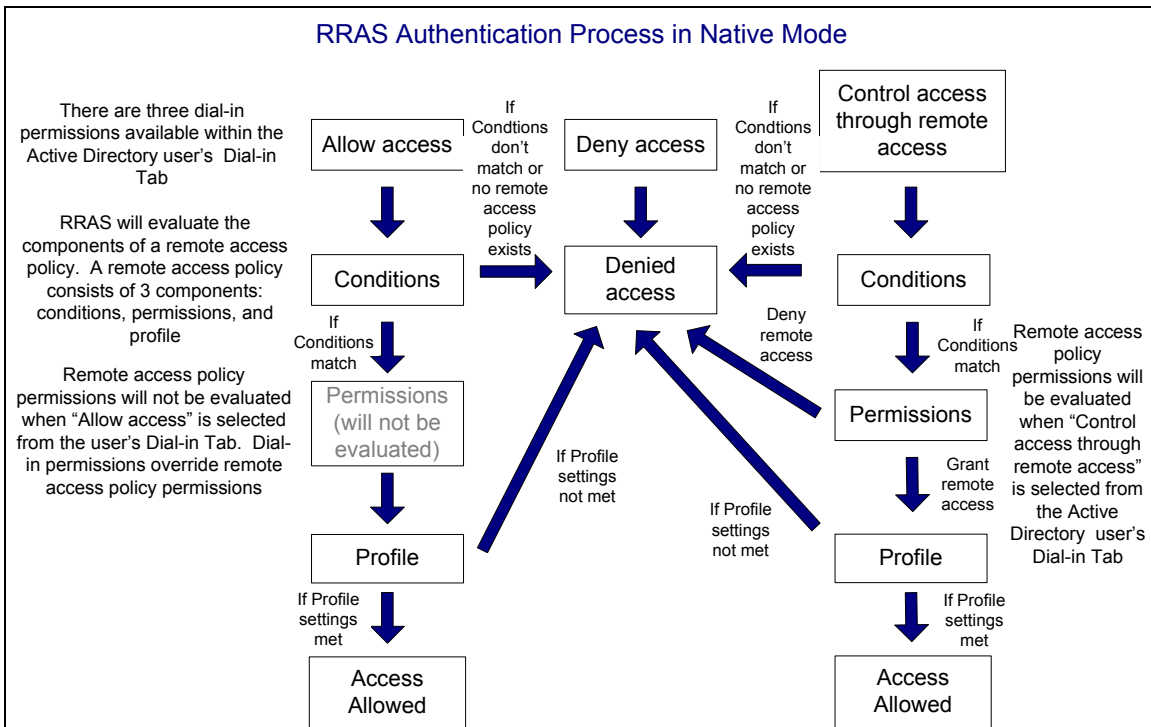 RRAS Authentication Process in Native Mode
There are three dial-in
permissions available within the
Active Directory user's  Dial-in
Tab
RRAS will evaluate the
components of a remote access
policy.  A remote access policy
consists of 3 components:
conditions, permissions, and
profile
Remote access policy
permissions will not be evaluated
when “Allow access” is selected
from the user's Dial-in Tab.  Dial-
in permissions override remote
access policy permissions
Allow access
Conditions
If
Conditions
match
Permissions
(will not be
evaluated)
Profile
If Profile
settings
met
Access
Allowed
If
Condtions
don't
match or
no remote
access
policy
exists
Deny access
Denied
access
If Profile
settings
not met
If
Condtions
don't
match or
no remote
access
policy
exists
Deny
remote
access
If Profile
settings
not met
Control access
through remote
access
Conditions
If
Conditions
match
Permissions
Grant
remote
access
Profile
If Profile
settings
met
Access
Allowed
Remote access
policy
permissions will
be evaluated
when “Control
access through
remote access”
is selected from
the Active
Directory  user's
Dial-in Tab